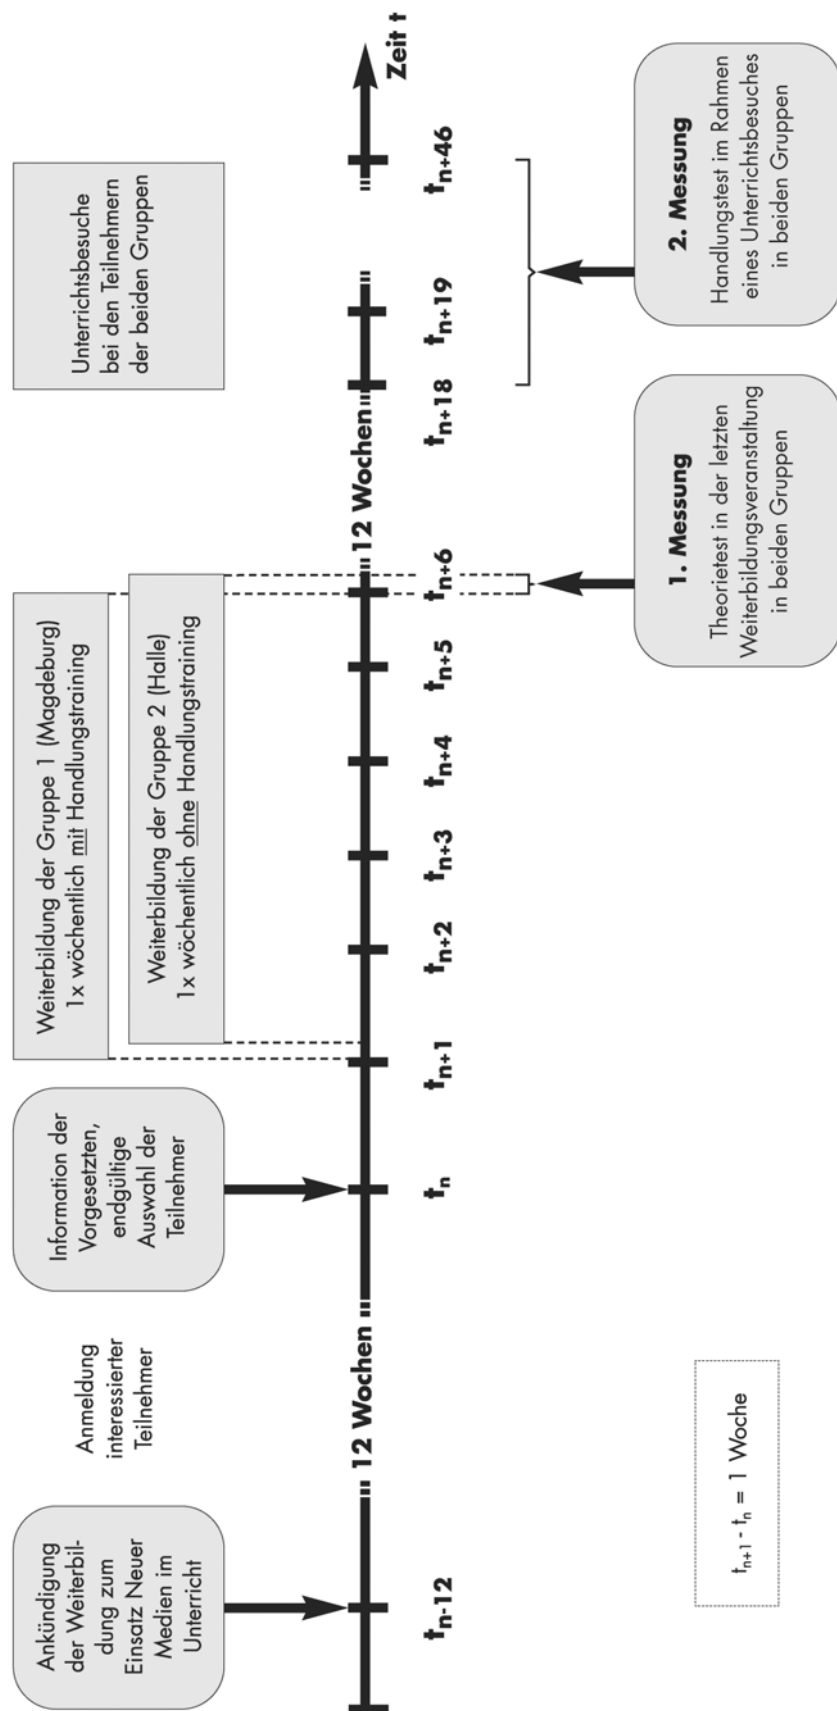 Ankündigung
der Weiterbil-
dung zum
Einsatz Neuer
Medien im
Unterricht
Anmeldung
interessierter
Teilnehmer
Information der
Vorgesetzten,
endgültige
Auswahl der
Teilnehmer
Weiterbildung der Gruppe 1 (Magdeburg)
1x wöchentlich mit Handlungstraining
Weiterbildung der Gruppe 2 (Halle)
1x wöchentlich ohne Handlungstraining
Unterrichtsbesuche
bei den Teilnehmern
der beiden Gruppen
12 Wochen
12 Wochen
Zeit t
tn-12
tn
tn+1
tn+2
tn+3
tn+4
tn+5
tn+6
tn+18
tn+19
tn+46
tn+1 - tn = 1 Woche
1. Messung
Theorietest in der letzten
Weiterbildungsveranstaltung
in beiden Gruppen
2. Messung
Handlungstest im Rahmen
eines Unterrichtsbesuches
in beiden Gruppen